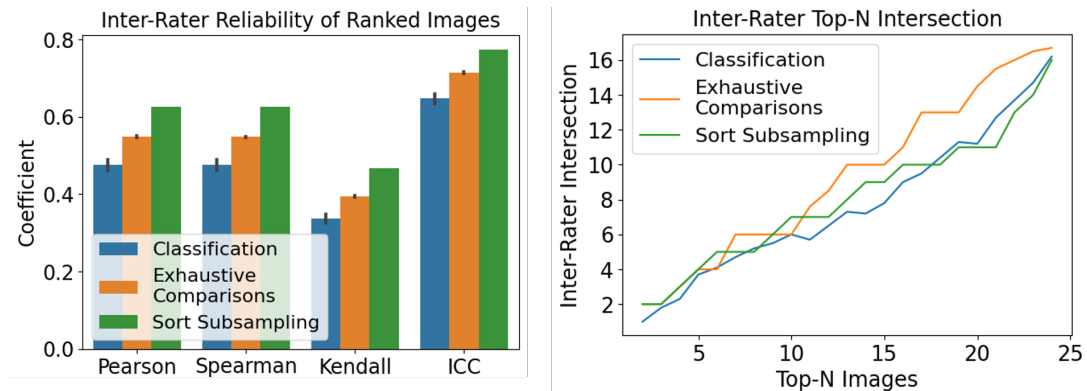 Inter-Rater Reliability of Ranked Images
Coefficient
0.8
0.6
0.4
0.2
0.0
Classification
Exhaustive
Comparisons
Sort Subsampling
Pearson
Spearman
Kendall
ICC
Inter-Rater Top-N Intersection
Inter-Rater Intersection
16
14
12
10
8
6
4
2
Classification
Exhaustive
Comparisons
Sort Subsampling
5
10
15
20
25
Top-N Images